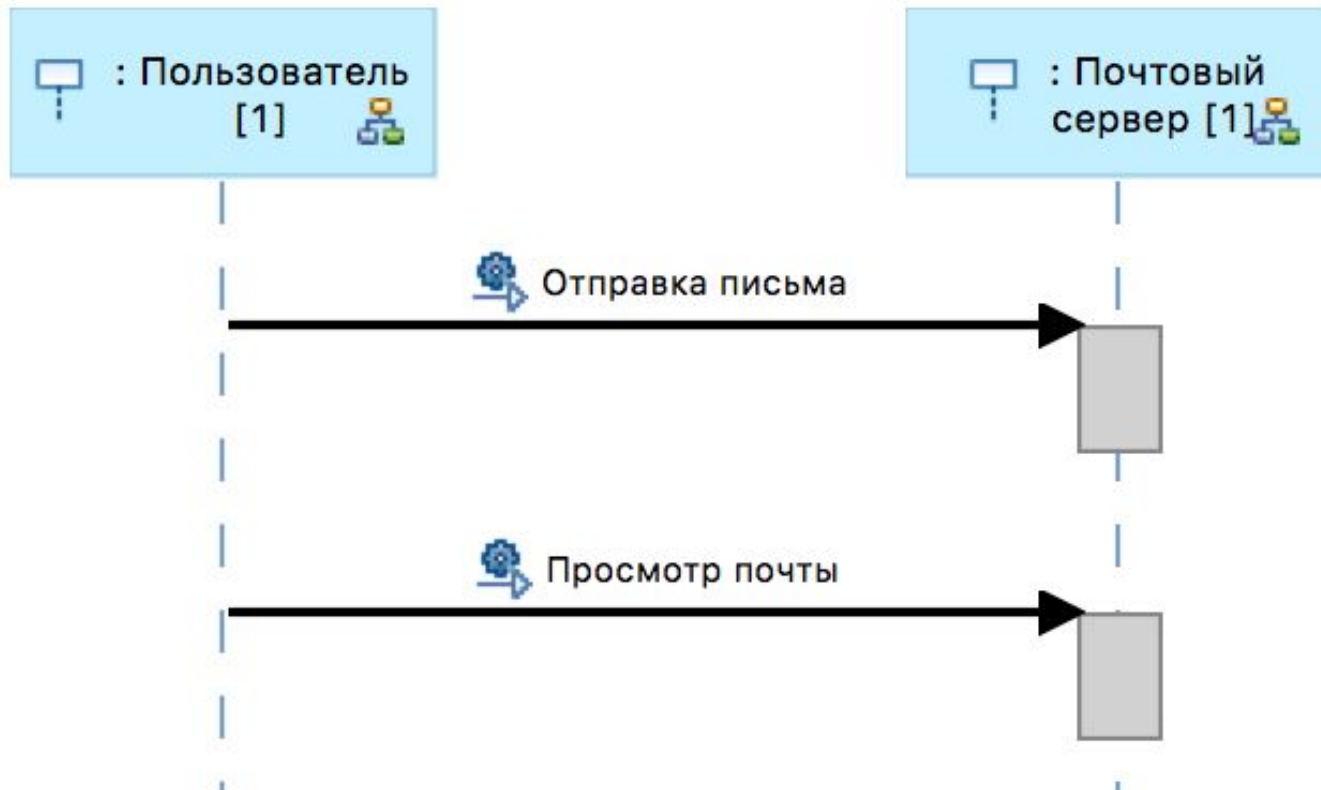 : Пользователь
[1]
: Почтовый
сервер [1]
Отправка письма
Просмотр почты